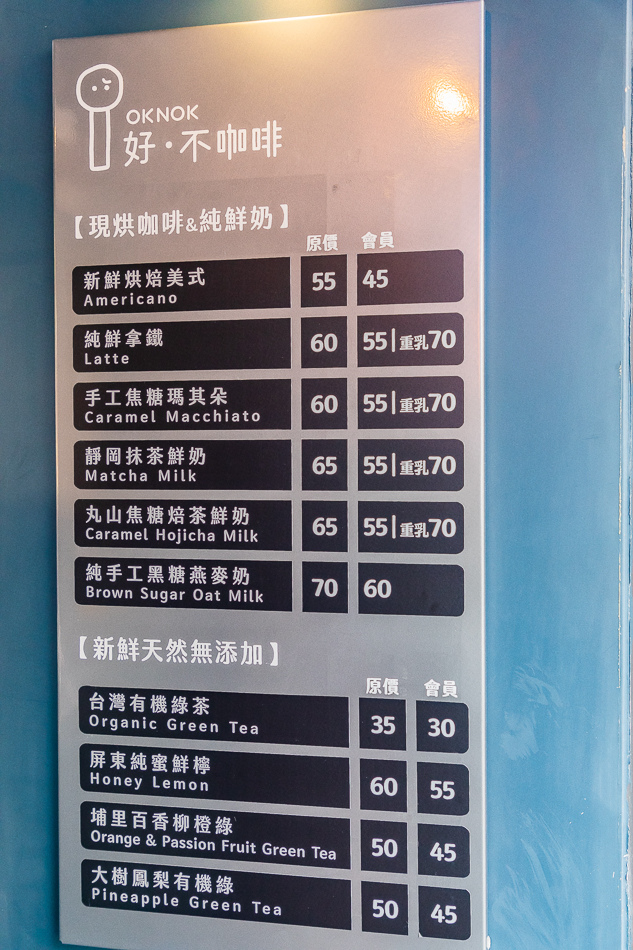 OKNOK
好·不咖啡
【現烘咖啡&純鮮奶】
原價 會員
新鮮烘焙美式 55 45
Americano
純鮮拿鐵 60 55|重乳70
Latte
手工焦糖瑪其朵 60 55|重乳70
Caramel Macchiato
靜岡抹茶鮮奶 65 55|重乳70
Matcha Milk
丸山焦糖焙茶鮮奶 65 55|重乳70
Caramel Hojicha Milk
純手工黑糖燕麥奶 70 60
Brown Sugar Oat Milk
【新鮮天然無添加】
原價 會員
台灣有機綠茶 35 30
Organic Green Tea
屏東純蜜鮮檸 60 55
Honey Lemon
埔里百香柳橙綠 50 45
Orange & Passion Fruit Green Tea
大樹鳳梨有機綠 50 45
Pineapple Green Tea